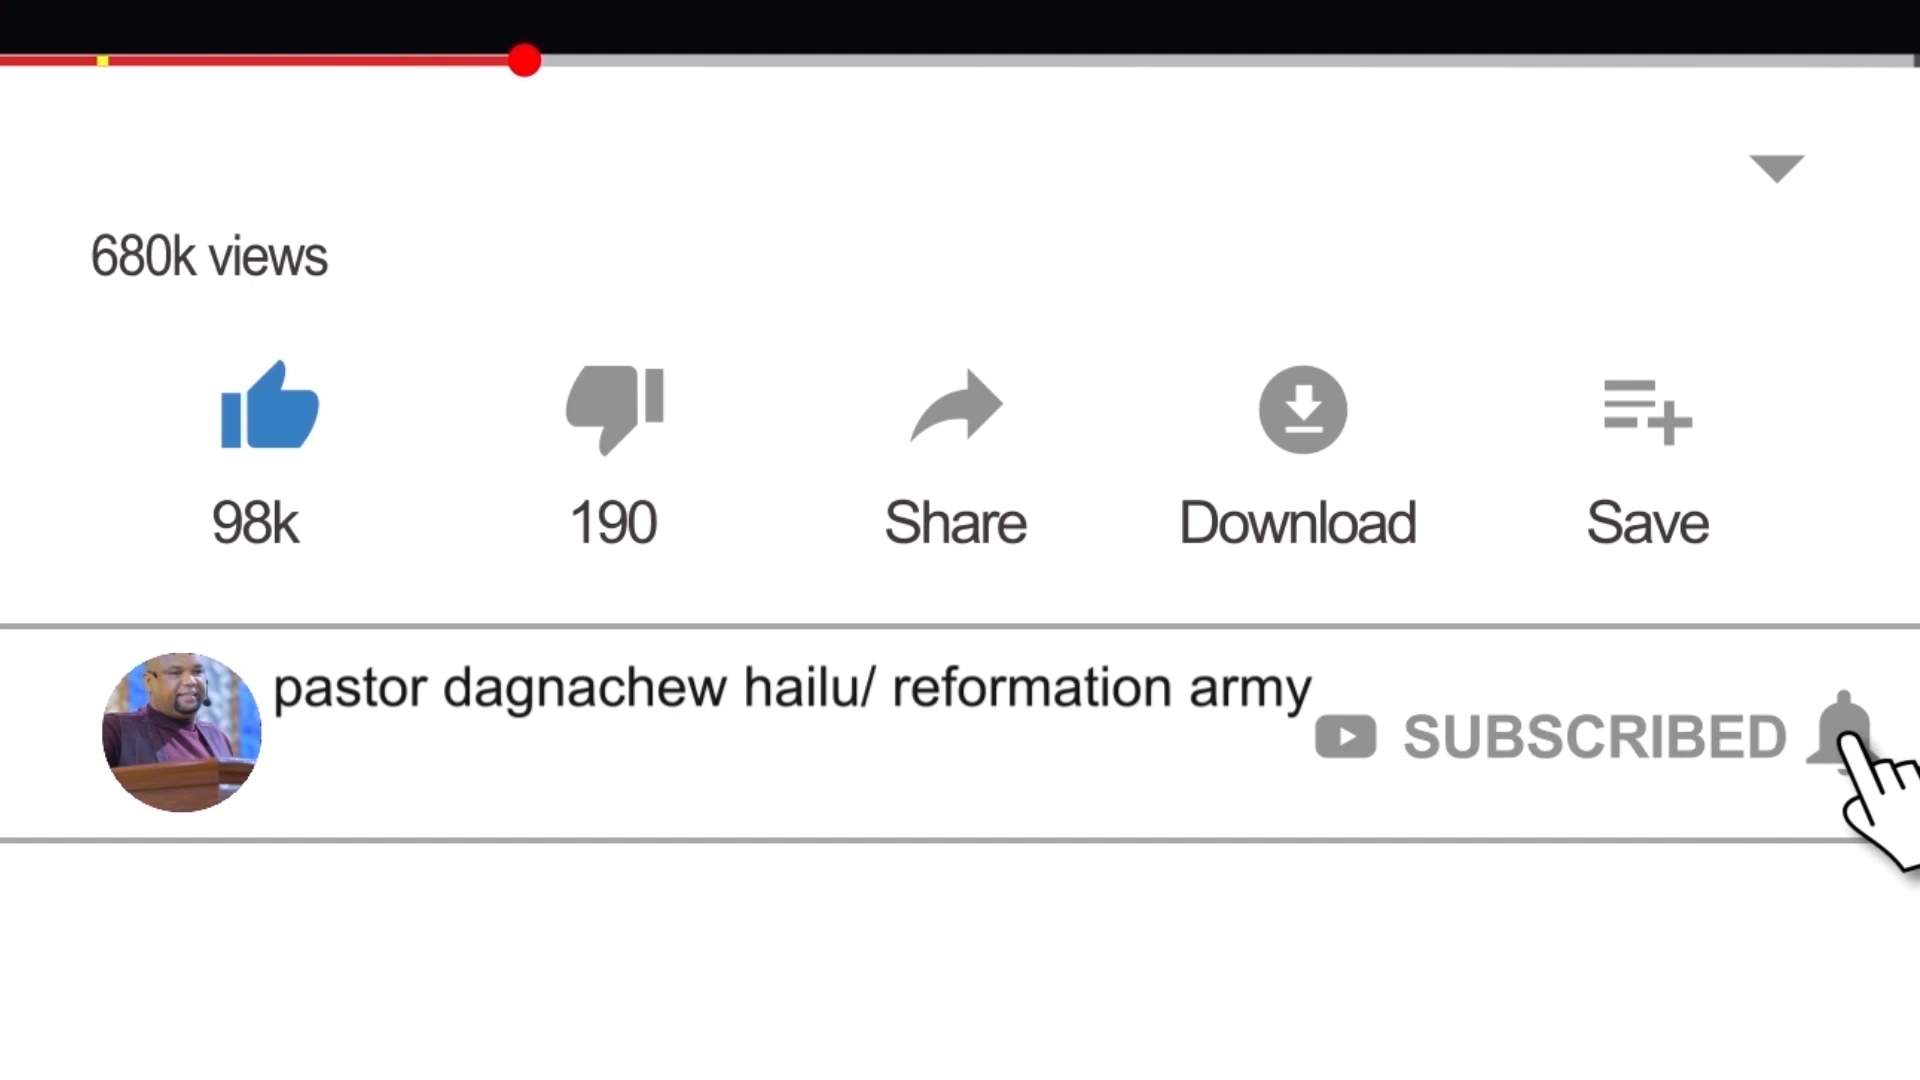 680k views
98k
190
Share
Download
Save
pastor dagnachew hailu/ reformation army
SUBSCRIBED